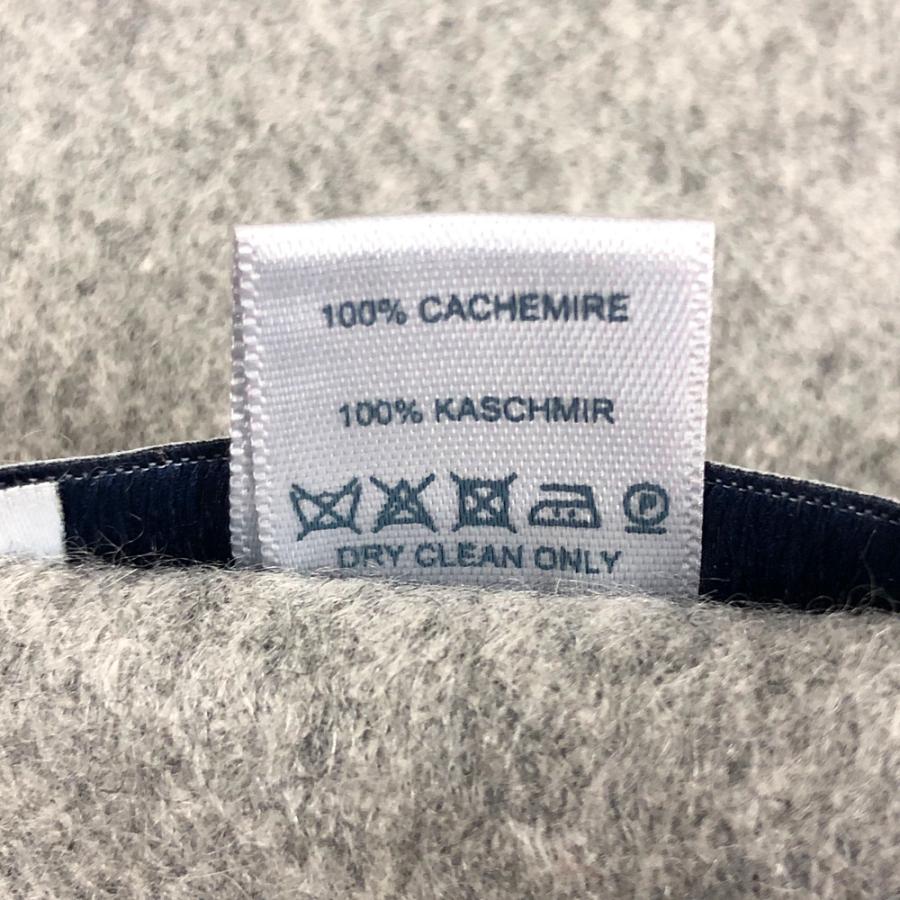 100% CACHEMIRE
100% KASCHMIR
P
DRY CLEAN ONLY